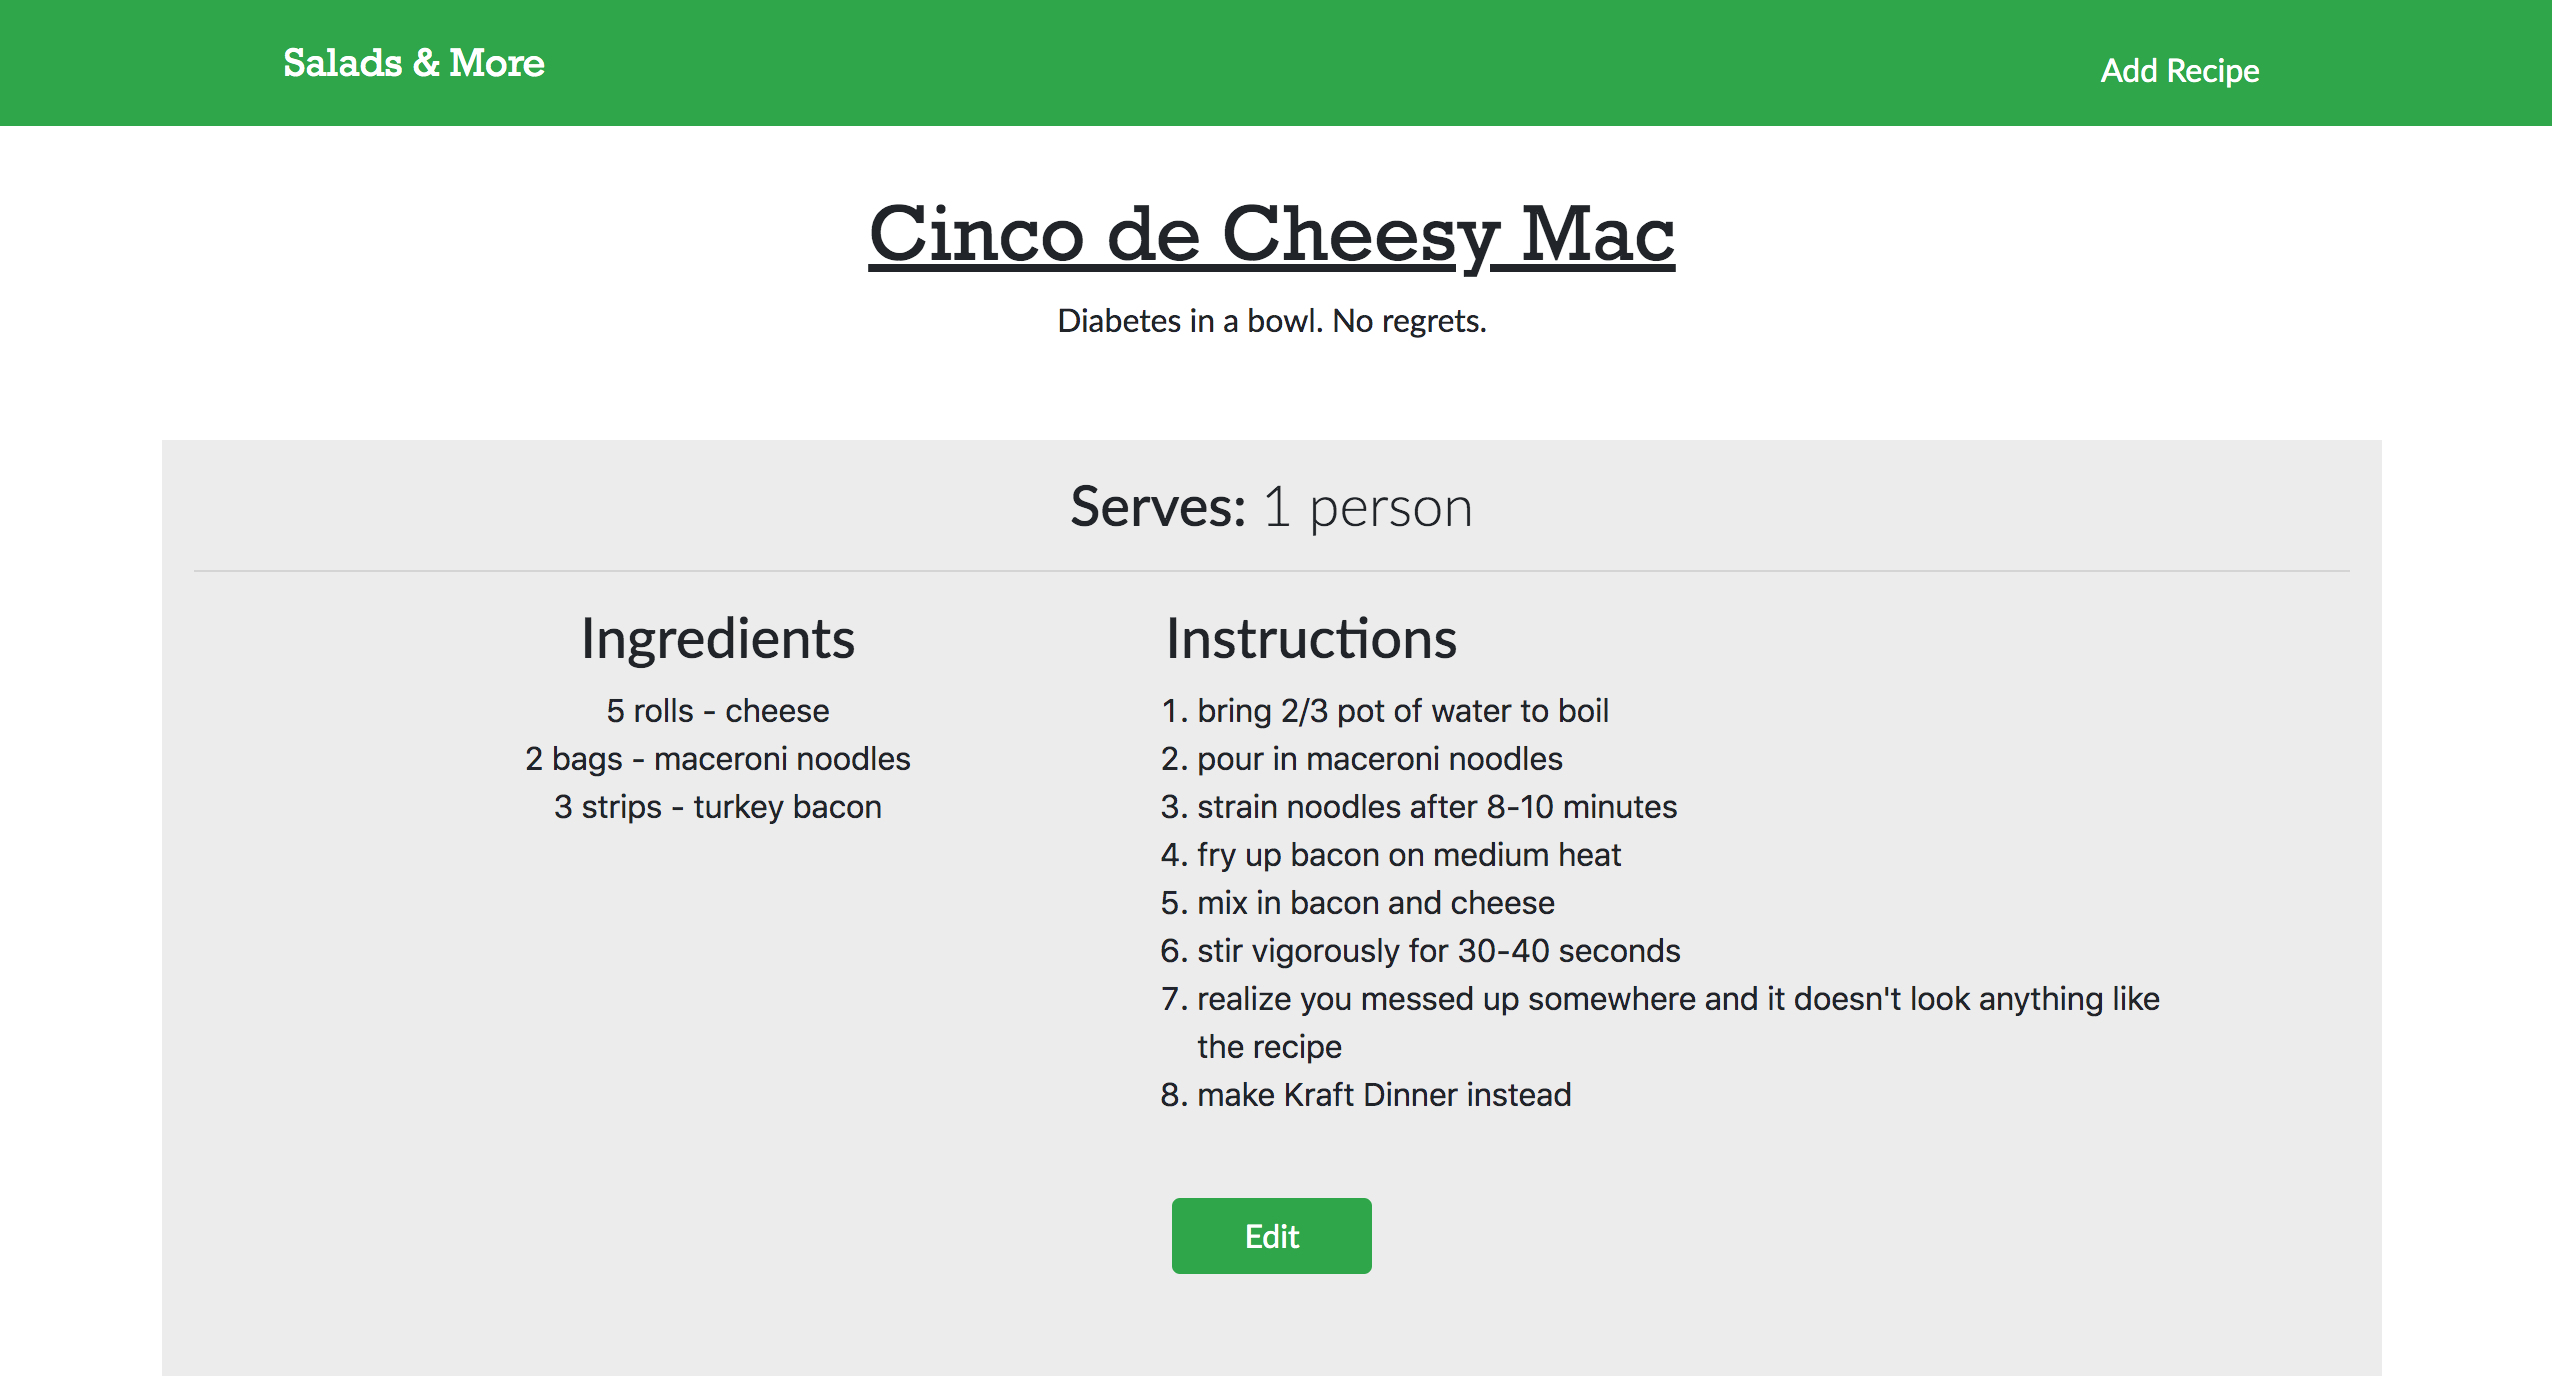 Salads & More
Add Recipe
Cinco de Cheesy Mac
Diabetes in a bowl. No regrets.
Serves: 1 person
Ingredients
5 rolls - cheese
2 bags - maceroni noodles
3 strips - turkey bacon
Instructions
1. bring 2/3 pot of water to boil
2. pour in maceroni noodles
3. strain noodles after 8-10 minutes
4. fry up bacon on medium heat
5. mix in bacon and cheese
6. stir vigorously for 30-40 seconds
7. realize you messed up somewhere and it doesn't look anything like
the recipe
8. make Kraft Dinner instead
Edit